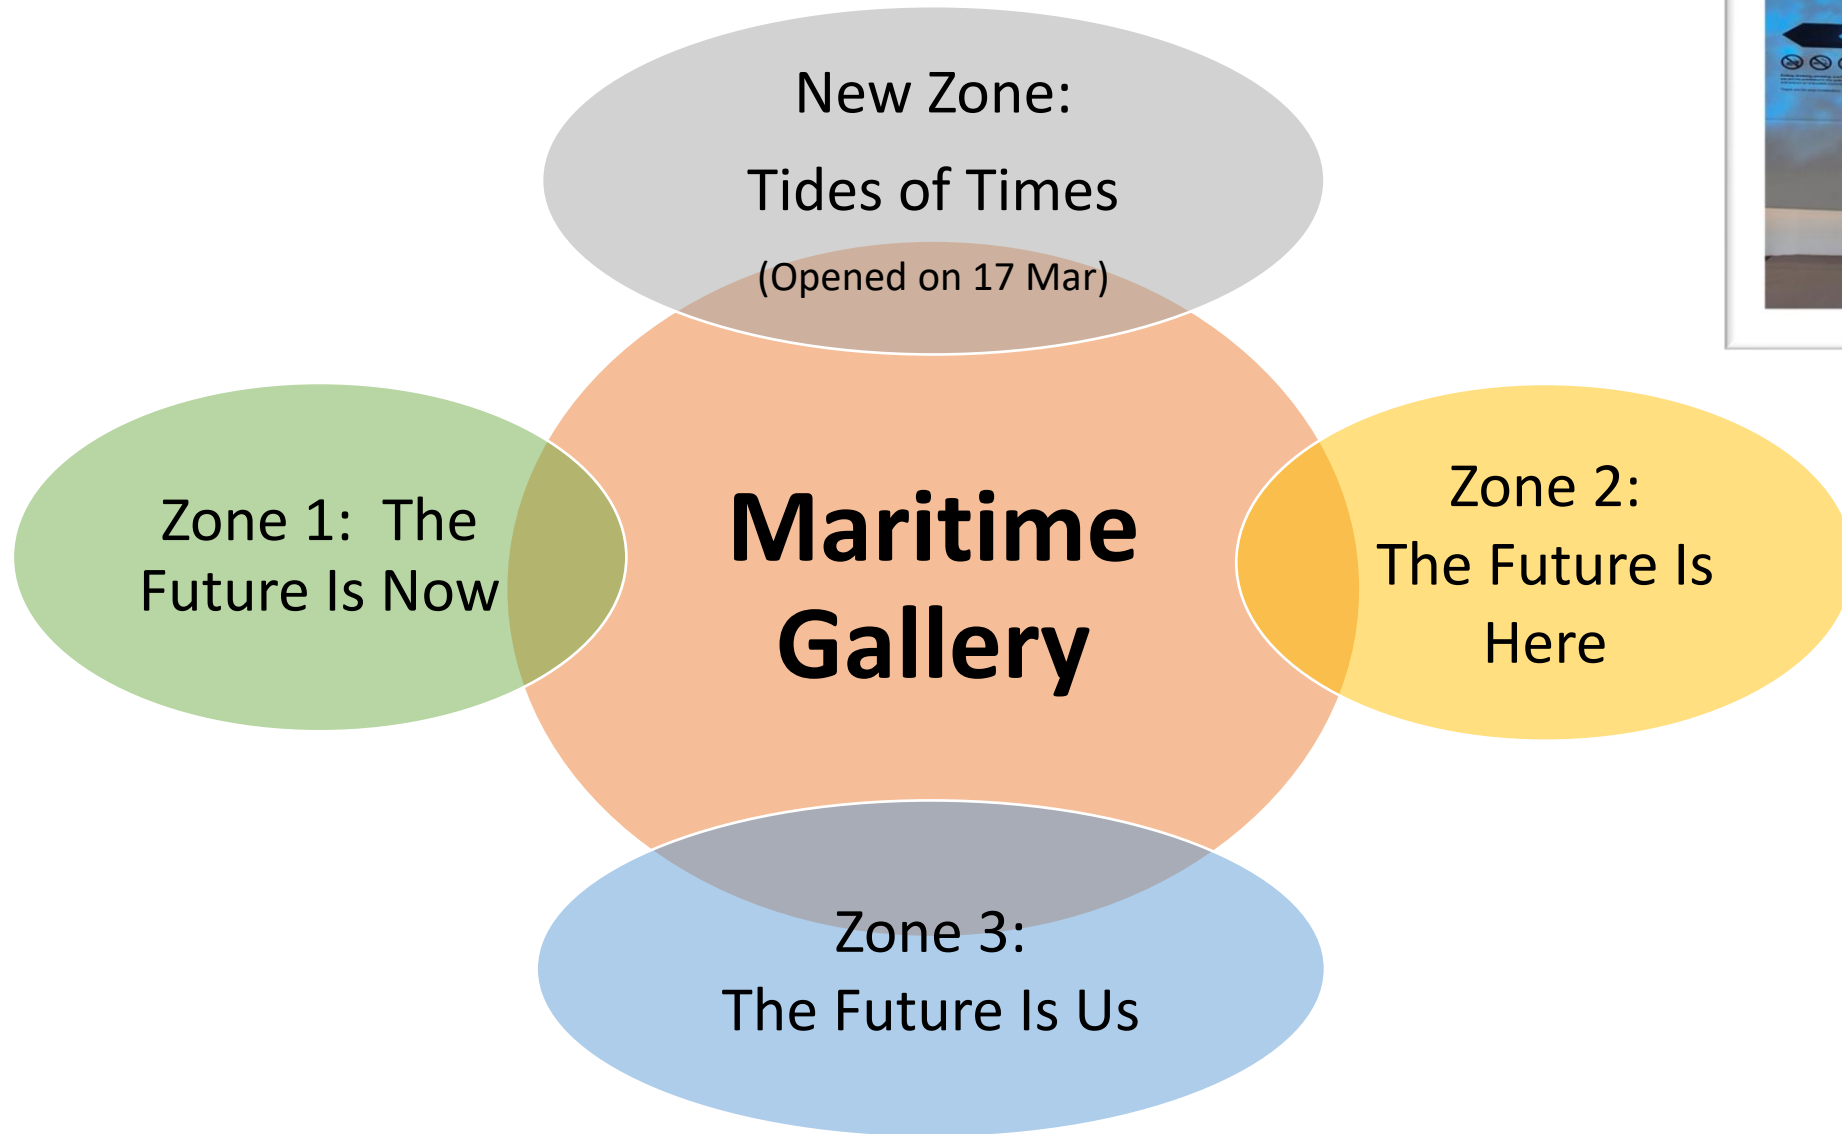 New Zone:
Tides of Times
(Opened on 17 Mar)
Zone 1: The
Future Is Now
Maritime
Gallery
Zone 2:
The Future Is
Here
Zone 3:
The Future Is Us